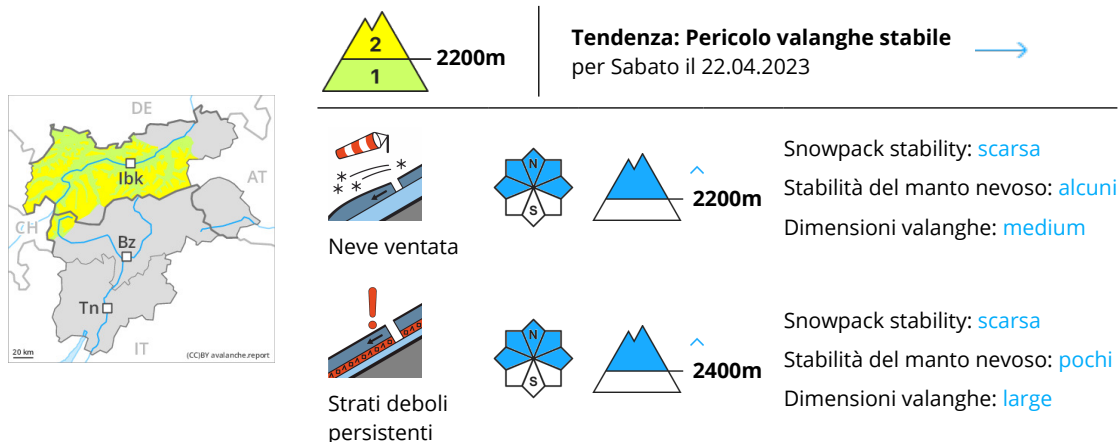 2
1
2200m
Tendenza: Pericolo valanghe stabile
per Sabato il 22.04.2023
DE
AT
CH
IT
Ibk
Bz
Tn
20 km
(CC)BY avalanche.report
Neve ventata
N
S
2200m
Snowpack stability: scarsa
Stabilità del manto nevoso: alcuni
Dimensioni valanghe: medium
Strati deboli
persistenti
N
S
2400m
Snowpack stability: scarsa
Stabilità del manto nevoso: pochi
Dimensioni valanghe: large